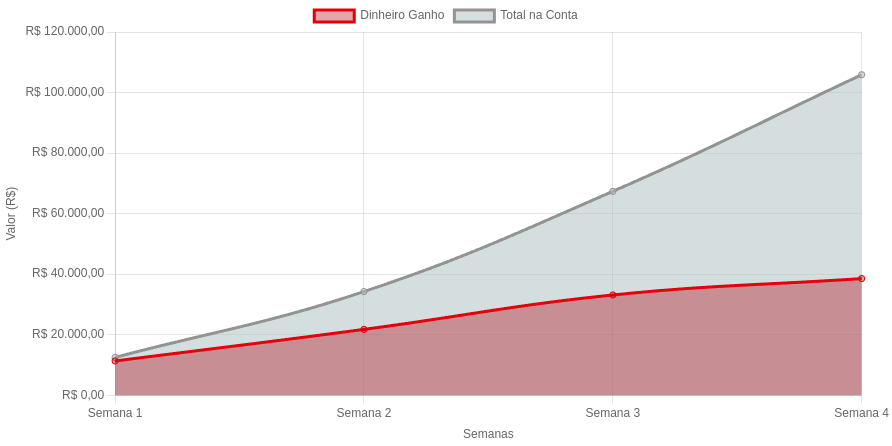 Dinheiro Ganho Total na Conta
R$ 120.000,00
R$ 100.000,00
R$ 80.000,00
R$ 60.000,00
R$ 40.000,00
R$ 20.000,00
R$ 0,00
Valor (R$)
Semana 1 Semana 2 Semana 3 Semana 4
Semanas